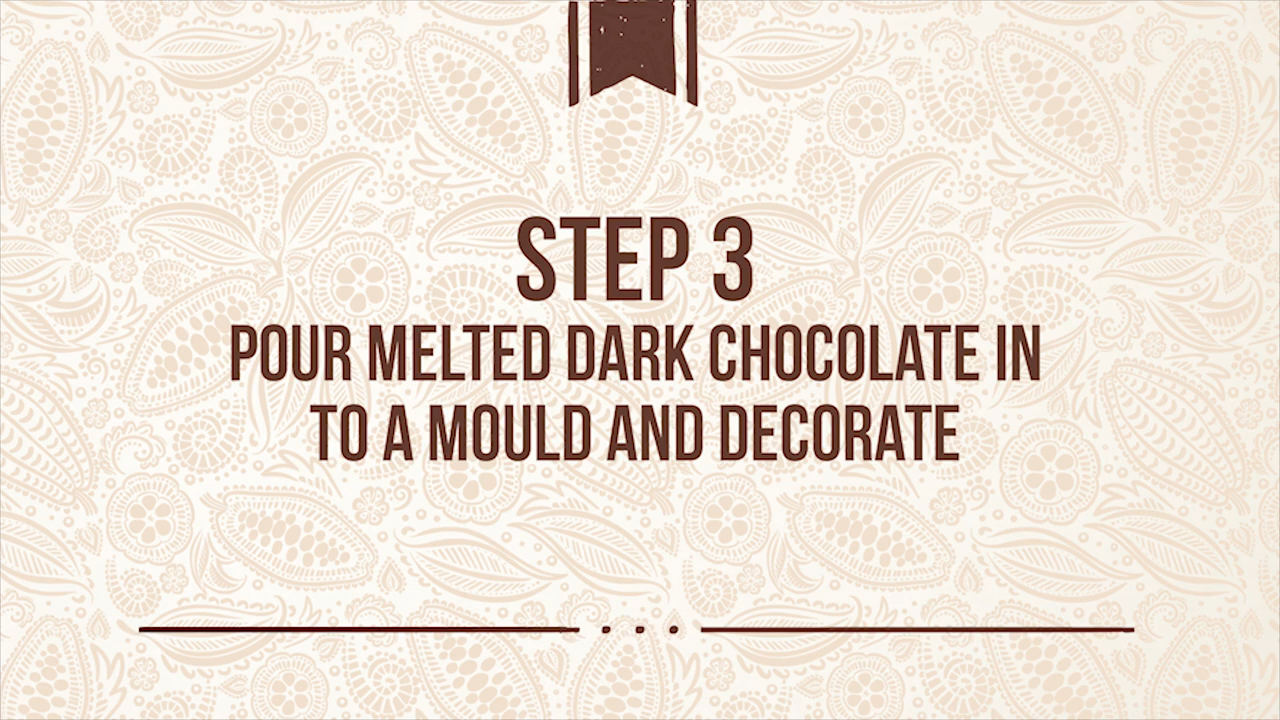 STEP 3
POUR MELTED DARK CHOCOLATE IN
TO A MOULD AND DECORATE